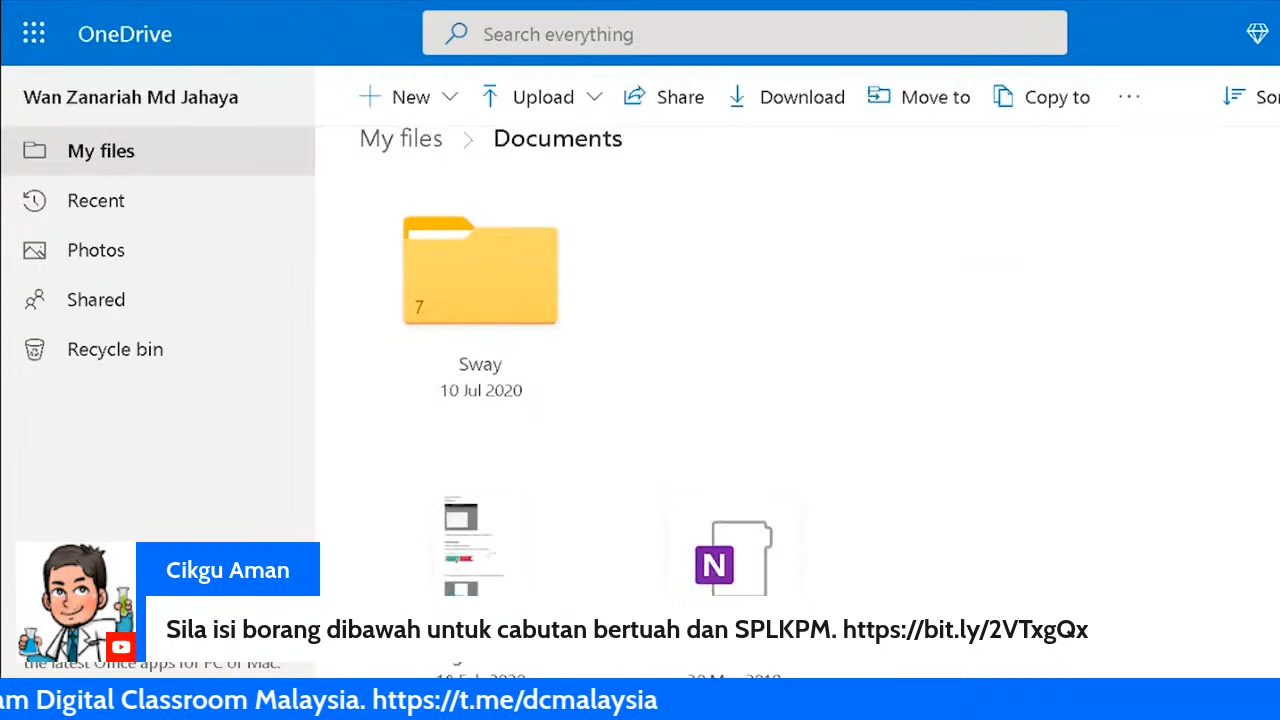 OneDrive
Search everything
Wan Zanariah Md Jahaya
New
Upload
Share
Download
Move to
Copy to
My files
Recent
Photos
Shared
Recycle bin
My files > Documents
7
Sway
10 Jul 2020
N
Cikgu Aman
Sila isi borang dibawah untuk cabutan bertuah dan SPLKPM. https://bit.ly/2VTxgQx
the latest Office apps for PC or Mac.
Digital Classroom Malaysia. https://t.me/dcmalaysia